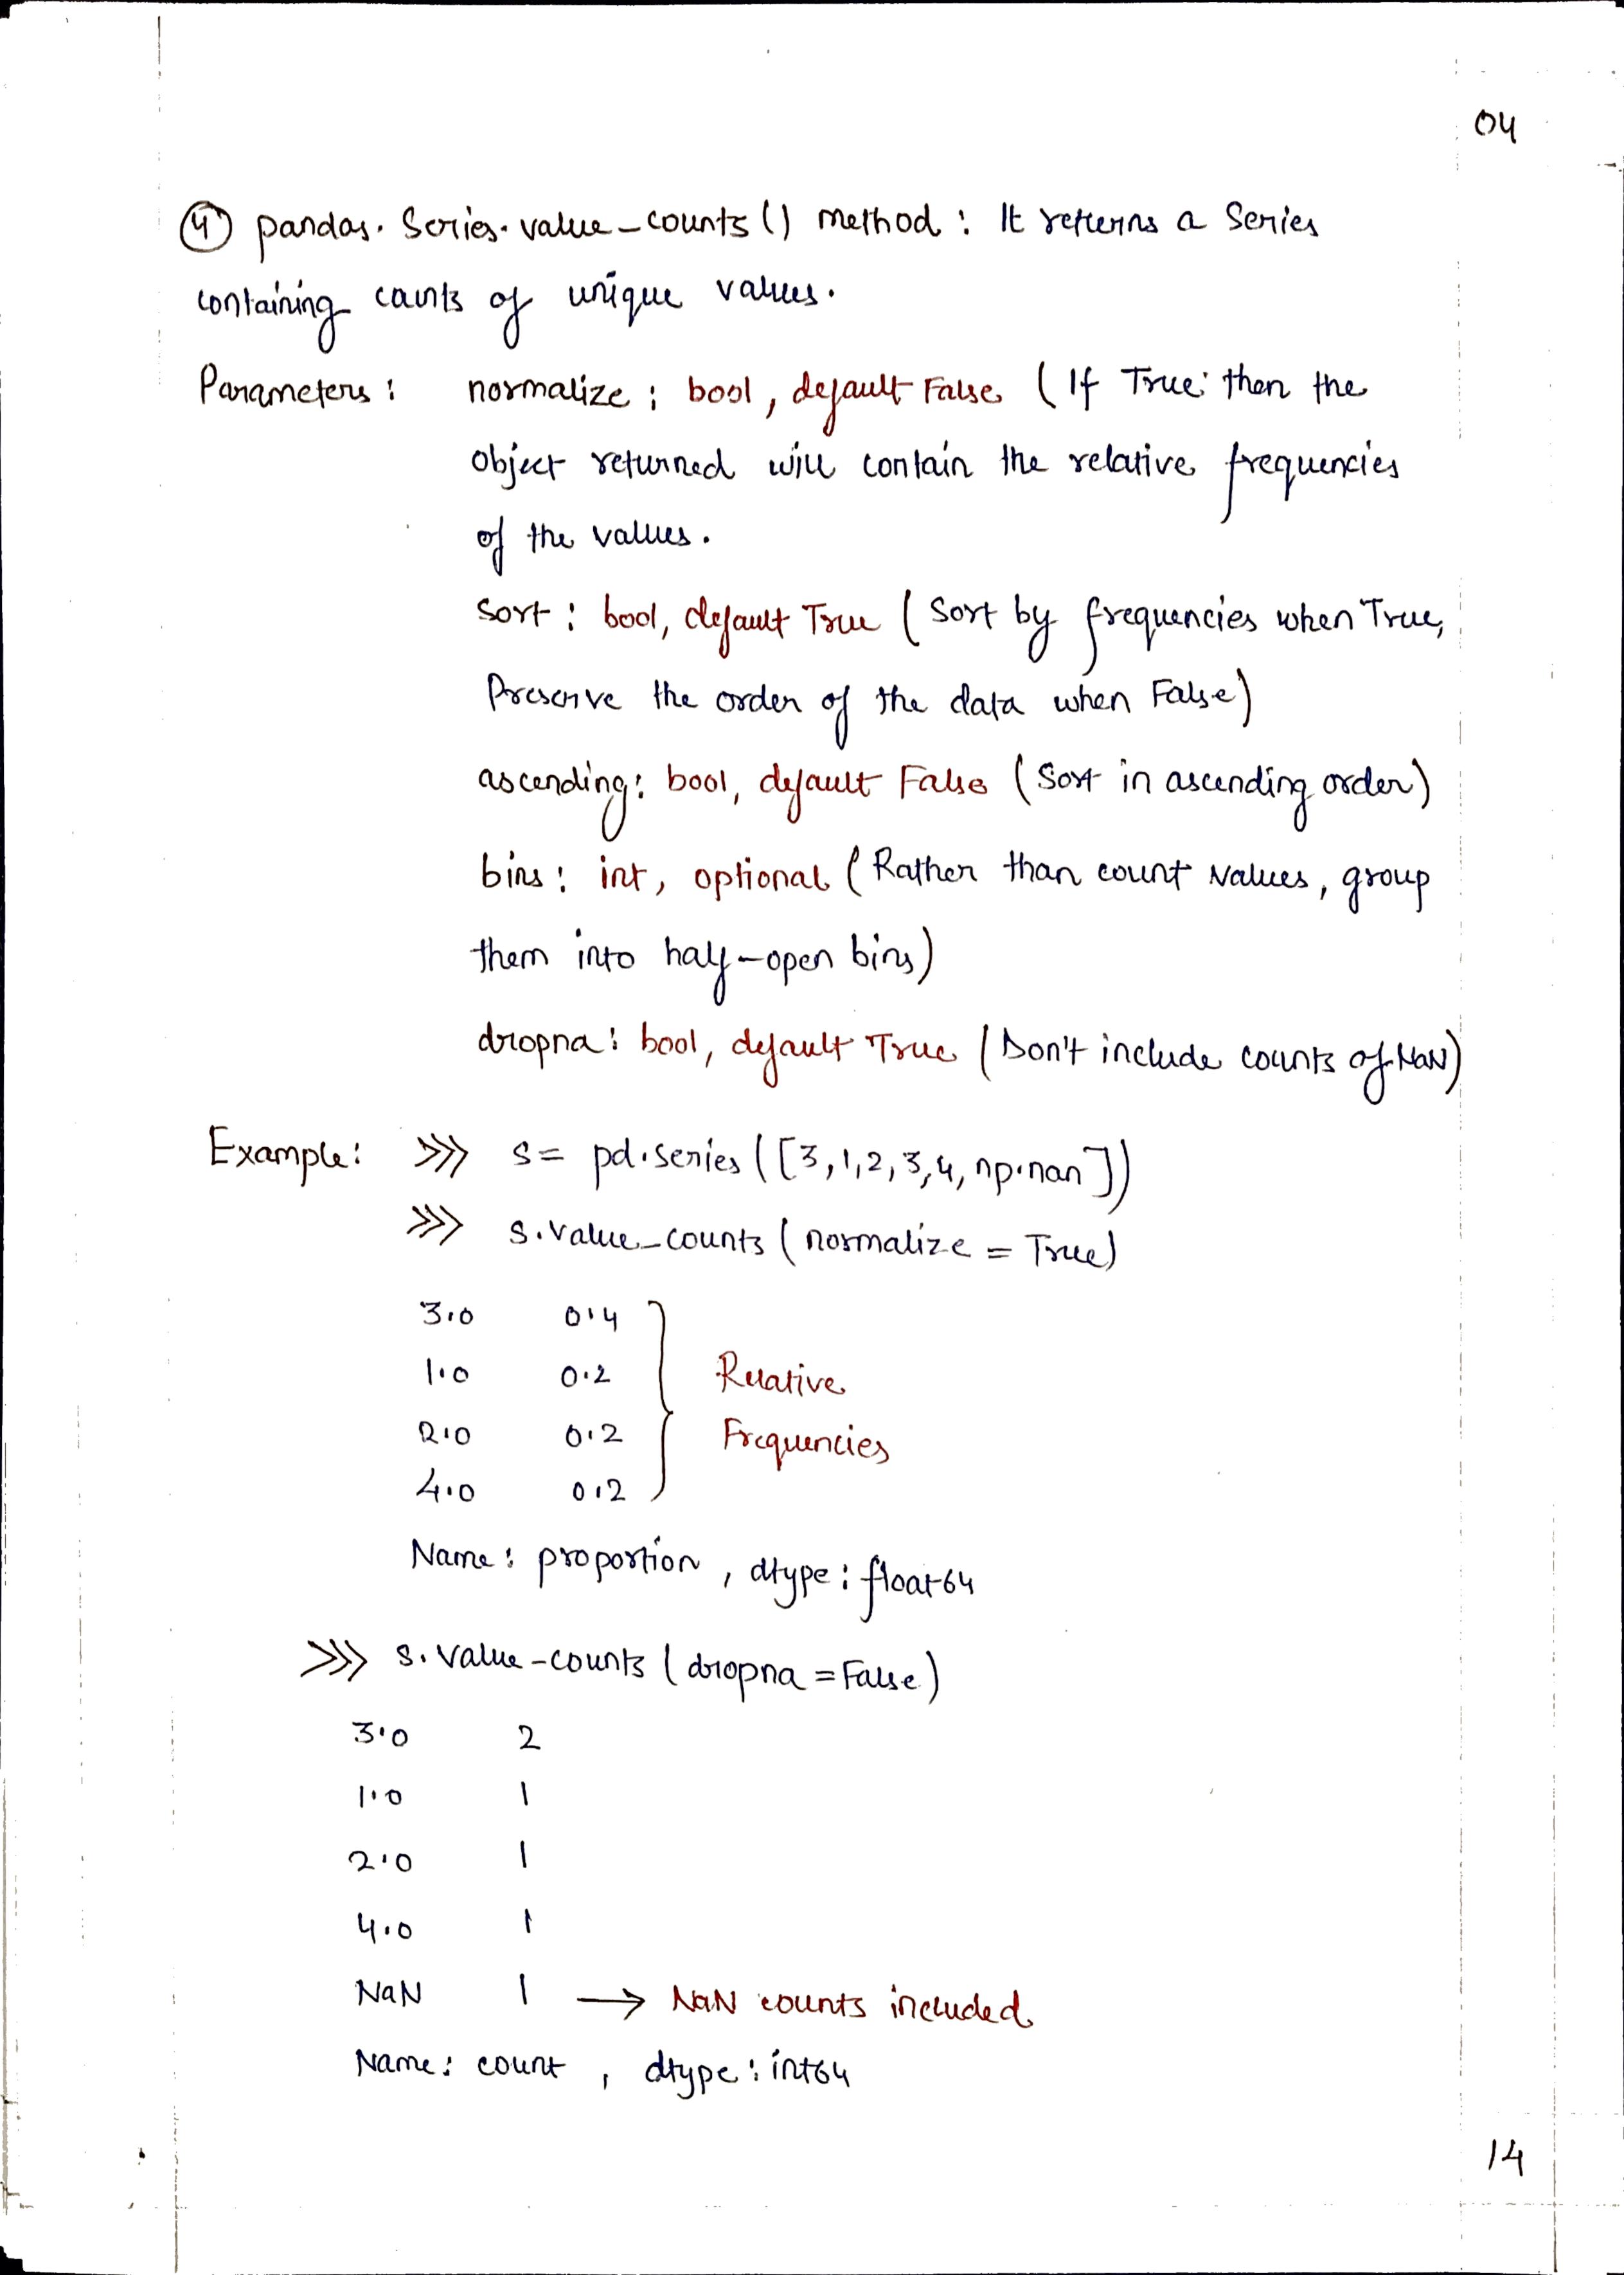 04
④ pandas. Series. value_counts () method : It returns a Series
containing counts of unique values.
Parameters : normalize : bool, default False ( If True then the
object returned will contain the relative frequencies
of the values.
Sort : bool, default True ( Sort by frequencies when True,
Preserve the order of the data when False)
ascending: bool, default False ( Sort in ascending order)
bins : int, optional ( Rather than count values, group
them into half-open bins)
dropna : bool, default True ( Don't include counts of NaN)
Example: >>> s = pd.series ([3,1,2,3,4, np.nan])
>>> s.value_counts ( normalize = True)
3.0 0.4
1.0 0.2
Relative
2.0 0.2
Frequencies
4.0 0.2
Name : proportion , dtype : float64
>>> s. value-counts ( dropna = False)
3.0 2
1.0 1
2.0 1
4.0 1
NaN 1 → NaN counts included
Name : count , dtype : int64
14